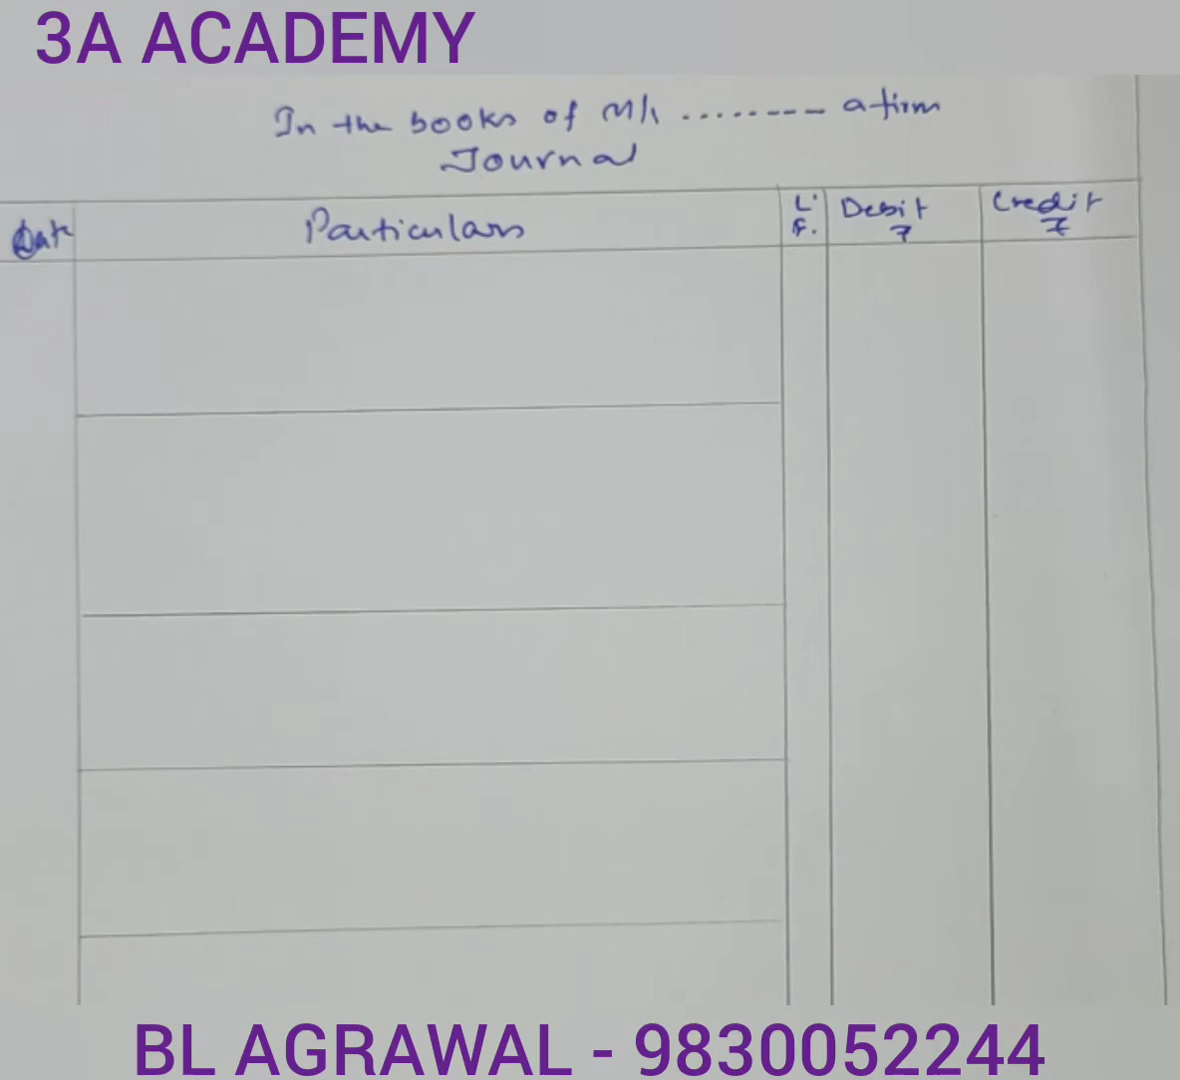 3A ACADEMY
In the books of M/s ........--- a firm
Journal
Date Particulars L.F. Debit ₹ Credit ₹
BL AGRAWAL - 9830052244